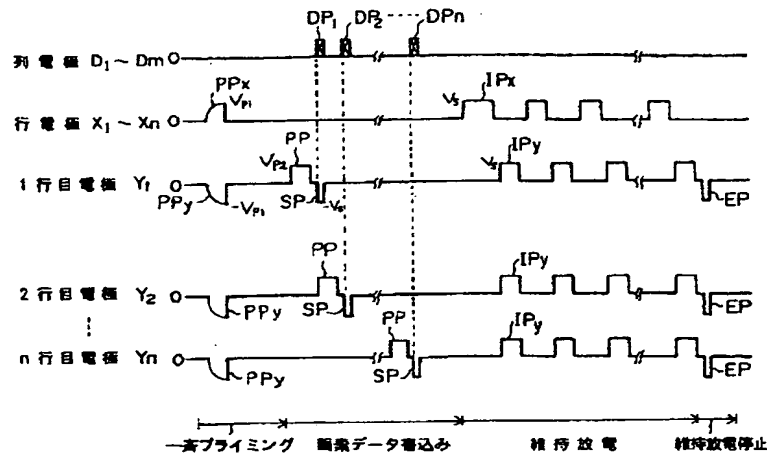 DP1 DP2 ---- DPn
列電極 D1～Dm 0
PPx VP1 VS IPx
行電極 X1～Xn 0
PP VP2 VS IPy
1行目電極 Y1 0
PPy -VP1 SP EP
PP IPy
2行目電極 Y2 0
PPy SP EP
PP IPy
n行目電極 Yn 0
PPy SP EP
一斉プライミング 画素データ書込み 維持放電 維持放電停止